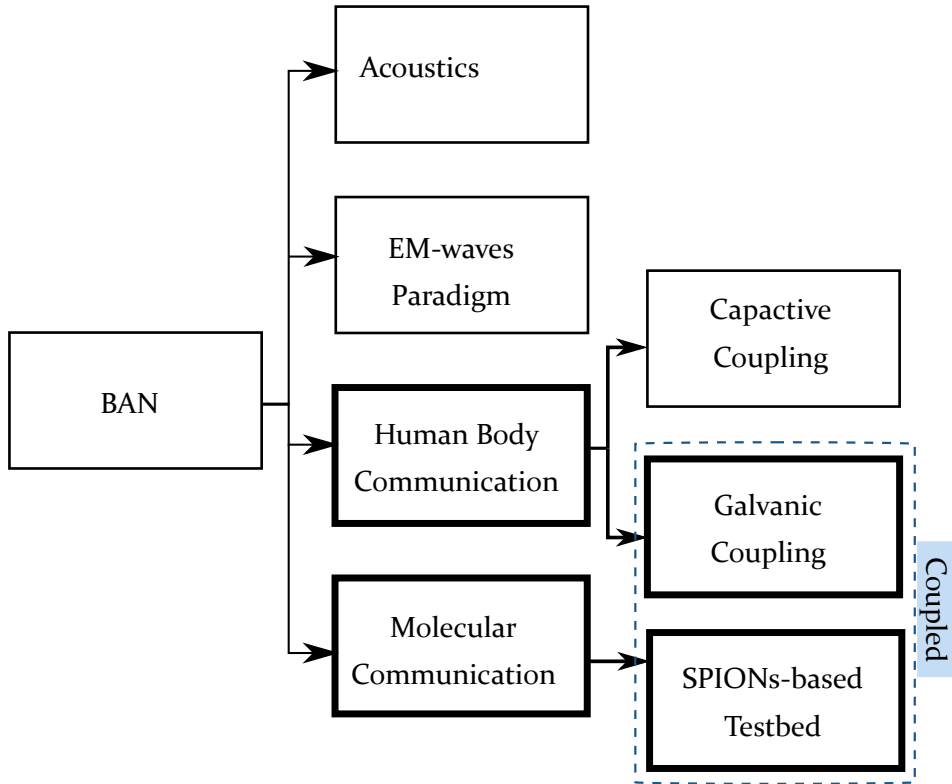 Acoustics
EM-waves
Paradigm
BAN
Human Body
Communication
Molecular
Communication
Capactive
Coupling
Galvanic
Coupling
SPIONs-based
Testbed
Coupled